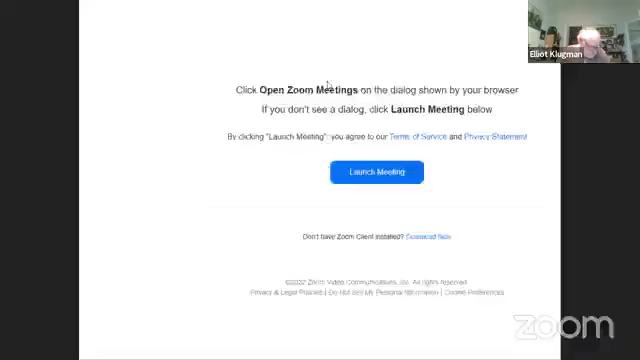 Elliot Klugman
Click Open Zoom Meetings on the dialog shown by your browser
If you don't see a dialog, click Launch Meeting below
By clicking "Launch Meeting", you agree to our Terms of Service and Privacy Statement
Launch Meeting
Don't have Zoom Client installed? Download Now
©2022 Zoom Video Communications, Inc. All rights reserved.
Privacy & Legal Policies | Do Not Sell My Personal Information | Cookie Preferences
zoom